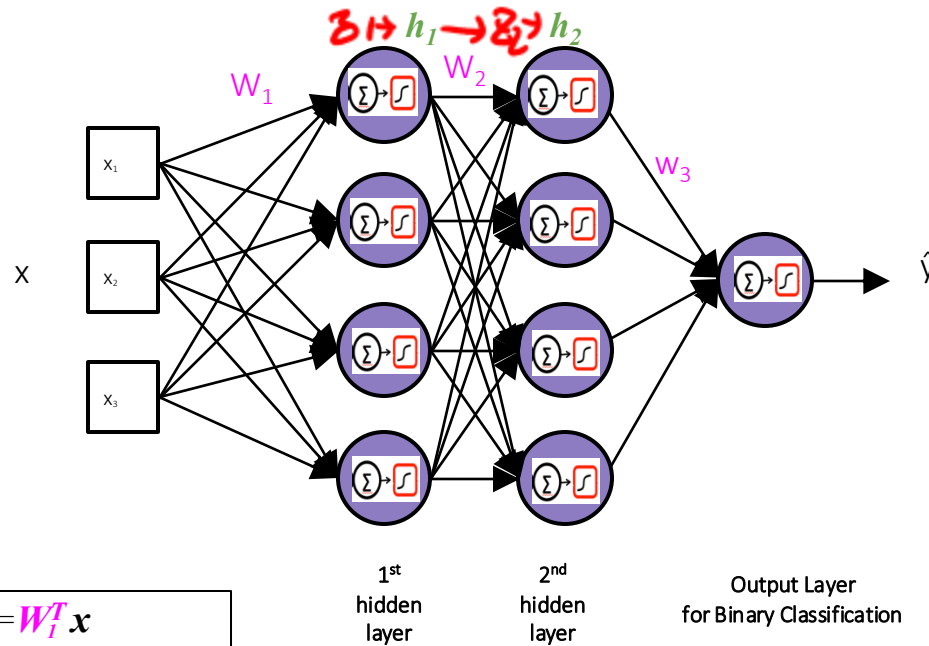 z1 → h1 → z2 → h2
W1
W2
x1
w3
x2
x
ŷ
x3
1st
hidden
layer
2nd
hidden
layer
Output Layer
for Binary Classification
=W1ᵀx
Σ→∫
Σ→∫
Σ→∫
Σ→∫
Σ→∫
Σ→∫
Σ→∫
Σ→∫
Σ→∫